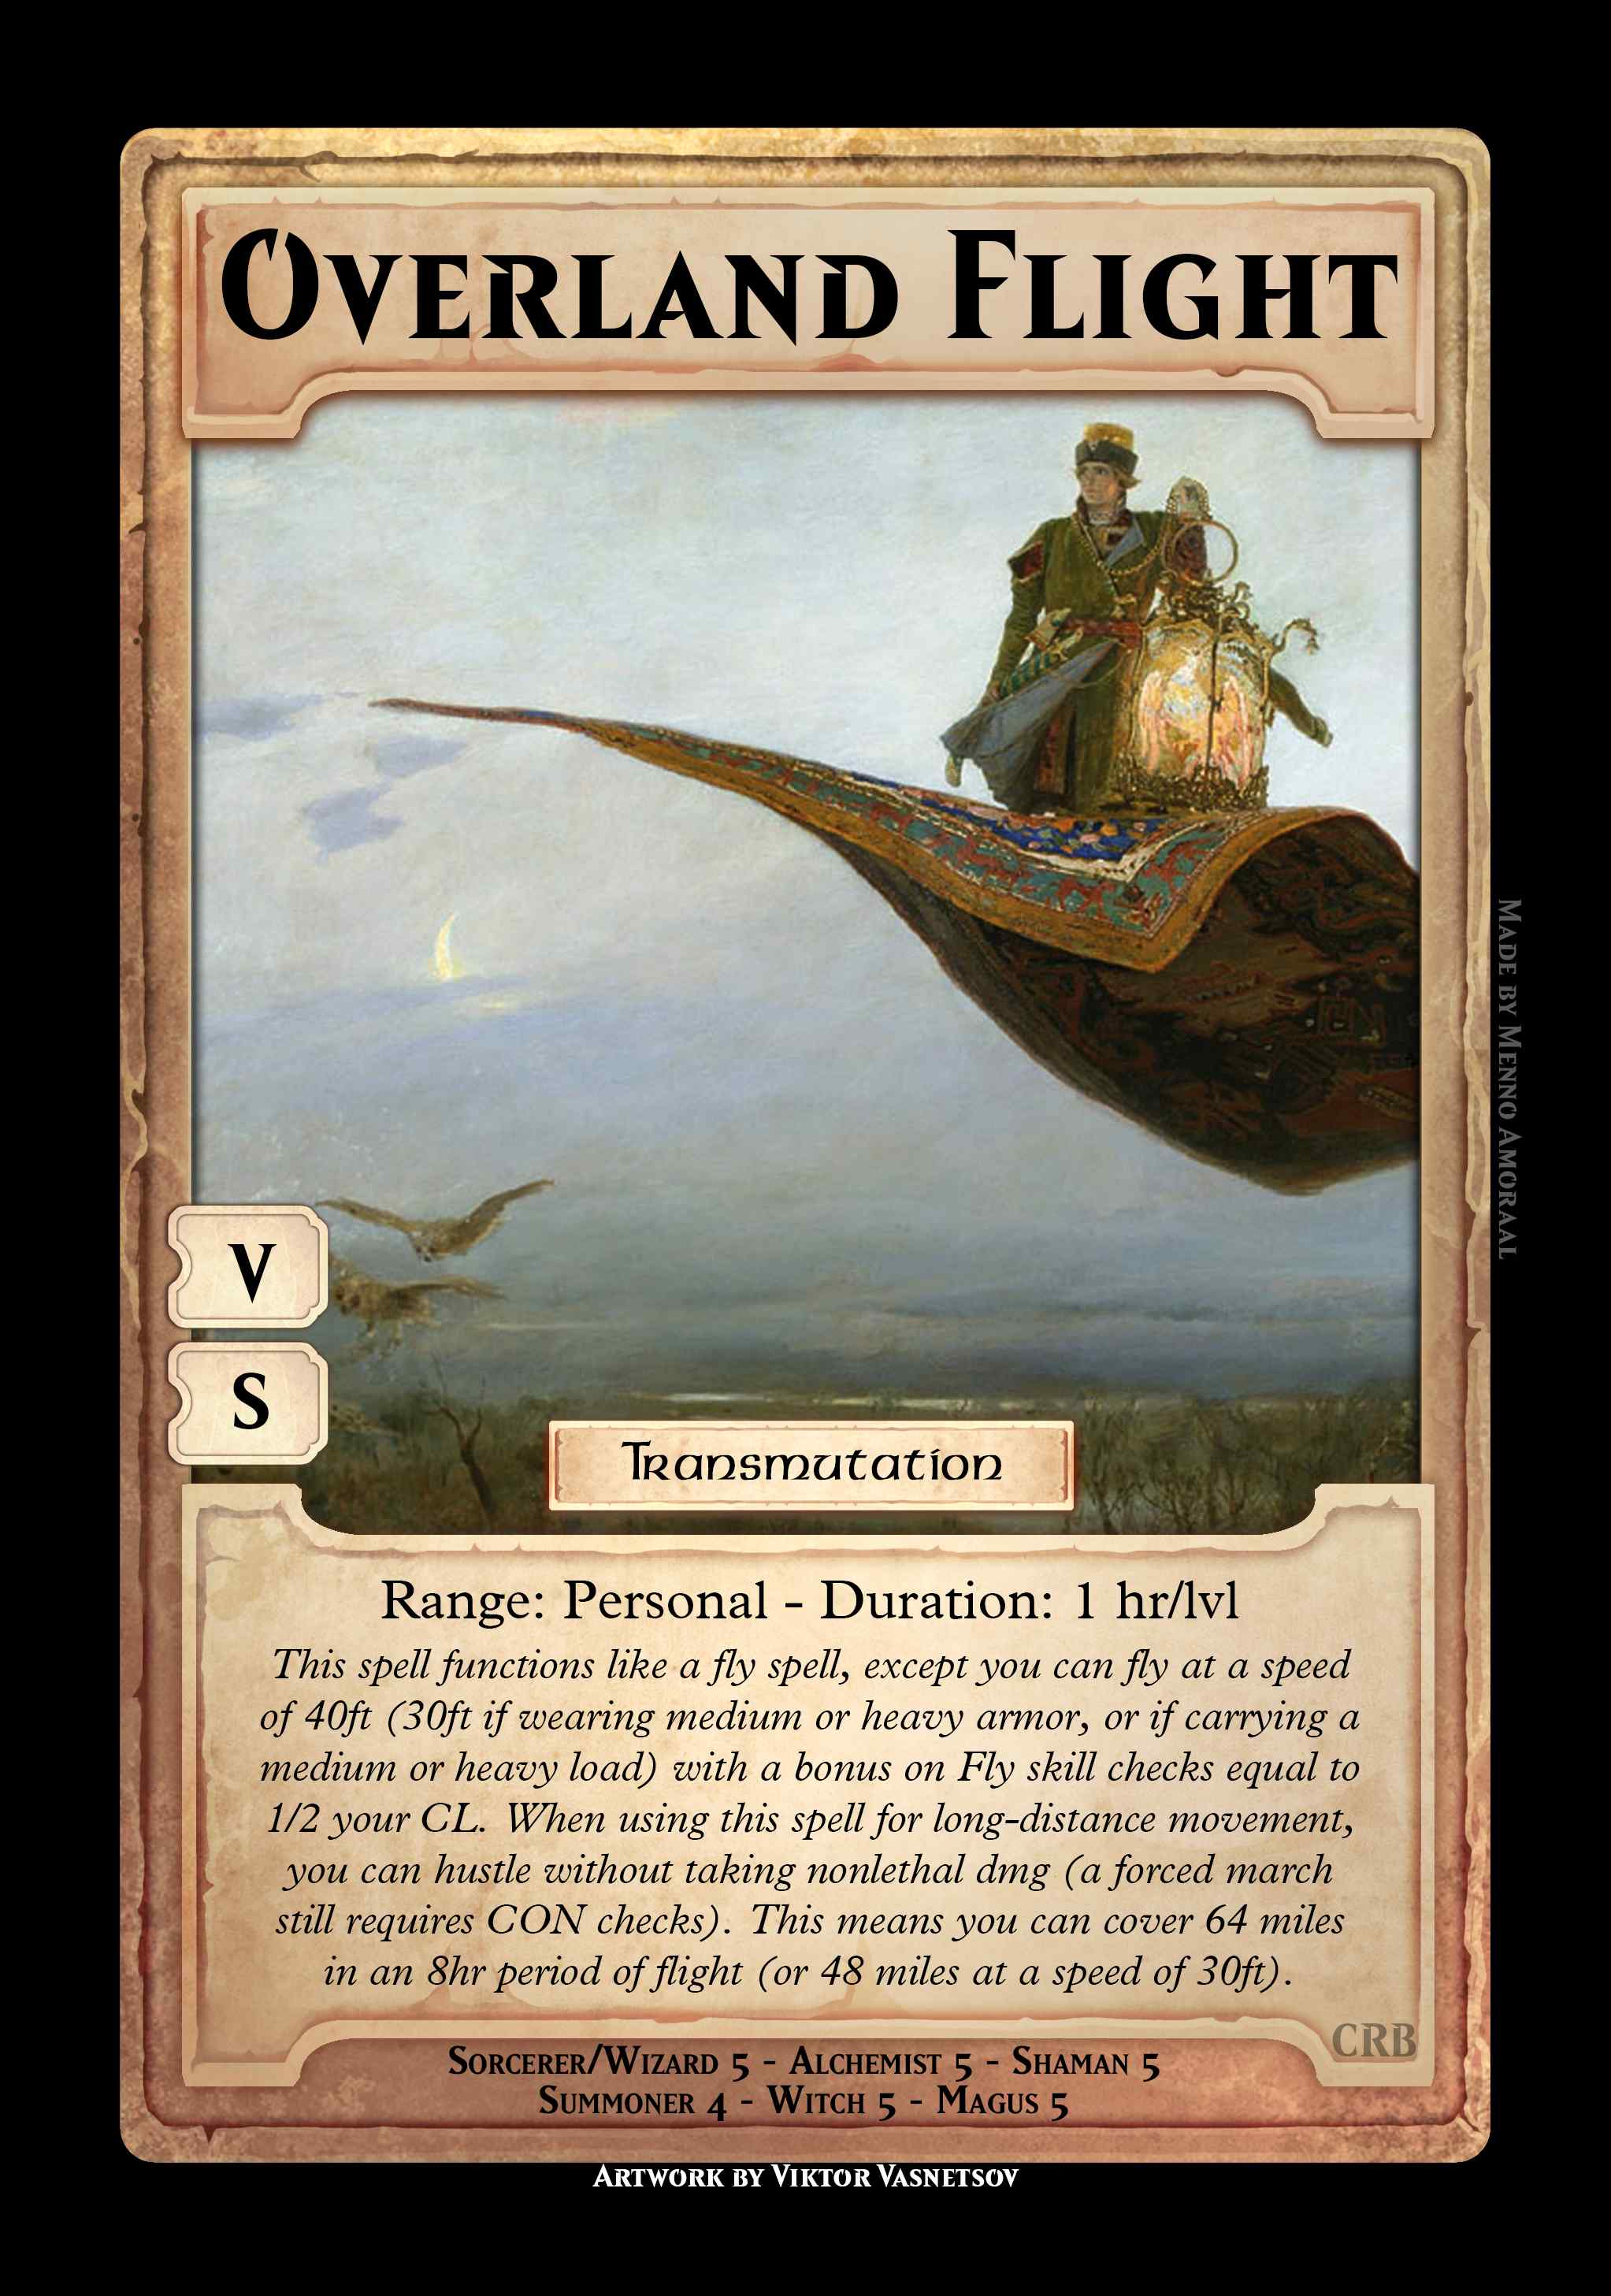 Overland Flight
V
S
Transmutation
Range: Personal - Duration: 1 hr/lvl
This spell functions like a fly spell, except you can fly at a speed
of 40ft (30ft if wearing medium or heavy armor, or if carrying a
medium or heavy load) with a bonus on Fly skill checks equal to
1/2 your CL. When using this spell for long-distance movement,
you can hustle without taking nonlethal dmg (a forced march
still requires CON checks). This means you can cover 64 miles
in an 8hr period of flight (or 48 miles at a speed of 30ft).
CRB
Sorcerer/Wizard 5 - Alchemist 5 - Shaman 5
Summoner 4 - Witch 5 - Magus 5
Artwork by Viktor Vasnetsov
Made by Menno Amoraal